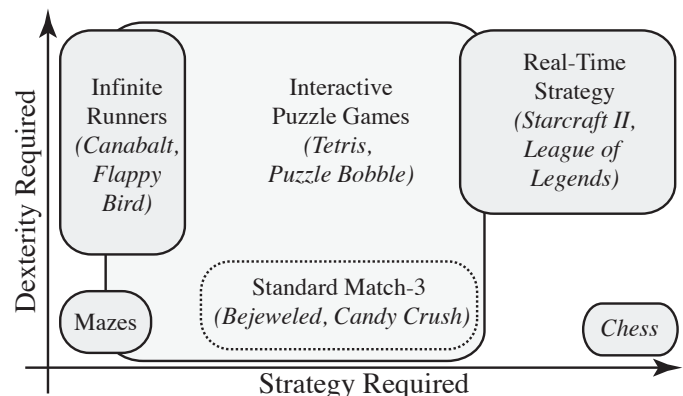 Dexterity Required
Infinite
Runners
(Canabalt,
Flappy
Bird)
Interactive
Puzzle Games
(Tetris,
Puzzle Bobble)
Real-Time
Strategy
(Starcraft II,
League of
Legends)
Standard Match-3
(Bejeweled, Candy Crush)
Mazes
Chess
Strategy Required